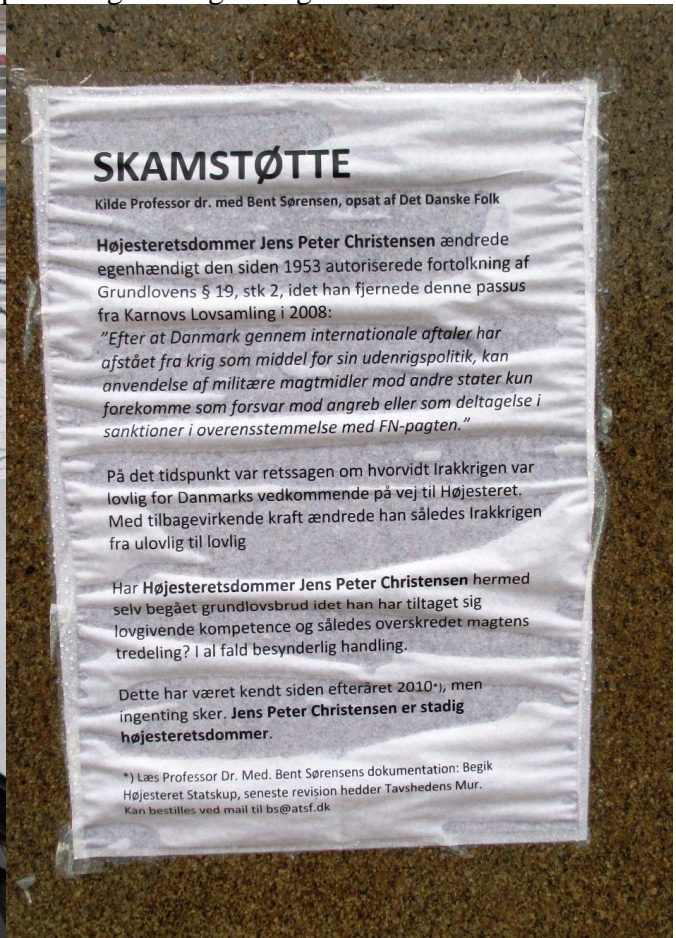 SKAMSTØTTE
Kilde Professor dr. med Bent Sørensen, opsat af Det Danske Folk
Højesteretsdommer Jens Peter Christensen ændrede
egenhændigt den siden 1953 autoriserede fortolkning af
Grundlovens § 19, stk 2, idet han fjernede denne passus
fra Karnovs Lovsamling i 2008:
"Efter at Danmark gennem internationale aftaler har
afstået fra krig som middel for sin udenrigspolitik, kan
anvendelse af militære magtmidler mod andre stater kun
forekomme som forsvar mod angreb eller som deltagelse i
sanktioner i overensstemmelse med FN-pagten."
På det tidspunkt var retssagen om hvorvidt Irakkrigen var
lovlig for Danmarks vedkommende på vej til Højesteret.
Med tilbagevirkende kraft ændrede han således Irakkrigen
fra ulovlig til lovlig
Har Højesteretsdommer Jens Peter Christensen hermed
selv begået grundlovsbrud idet han har tiltaget sig
lovgivende kompetence og således overskredet magtens
tredeling? I al fald besynderlig handling.
Dette har været kendt siden efteråret 2010*), men
ingenting sker. Jens Peter Christensen er stadig
højesteretsdommer.
*) Læs Professor Dr. Med. Bent Sørensens dokumentation: Begik
Højesteret Statskup, seneste revision hedder Tavshedens Mur.
Kan bestilles ved mail til bs@atsf.dk